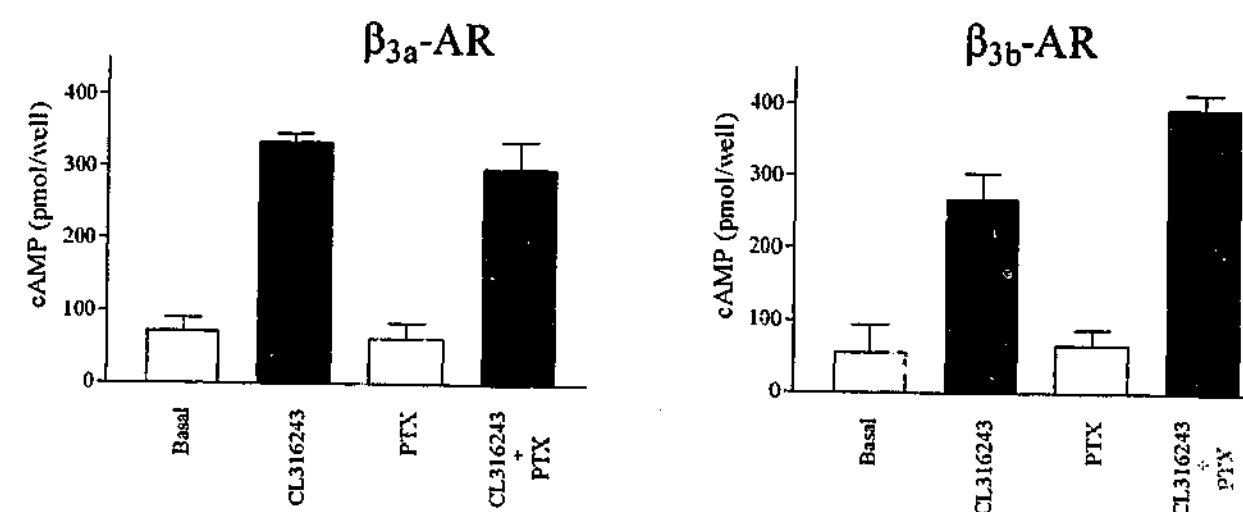 β3a-AR
cAMP (pmol/well)
400
300
200
100
0
Basal
CL316243
PTX
CL316243
+
PTX
β3b-AR
cAMP (pmol/well)
400
300
200
100
0
Basal
CL316243
PTX
CL316243
+
PTX